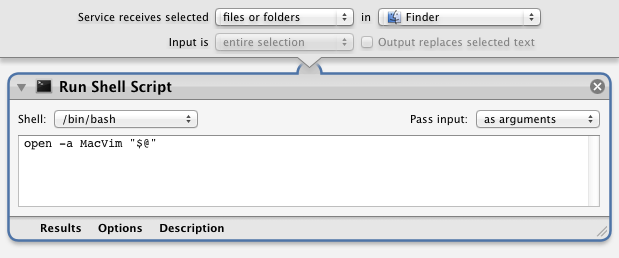 Service receives selected files or folders in Finder
Input is entire selection Output replaces selected text
Run Shell Script
Shell: /bin/bash Pass input: as arguments
open -a MacVim "$@"
Results Options Description